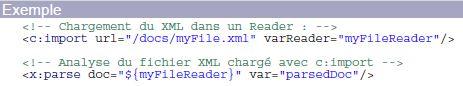 Exemple
<!-- Chargement du XML dans un Reader : -->
<c:import url="/docs/myFile.xml" varReader="myFileReader"/>
<!-- Analyse du fichier XML chargé avec c:import -->
<x:parse doc="${myFileReader}" var="parsedDoc"/>